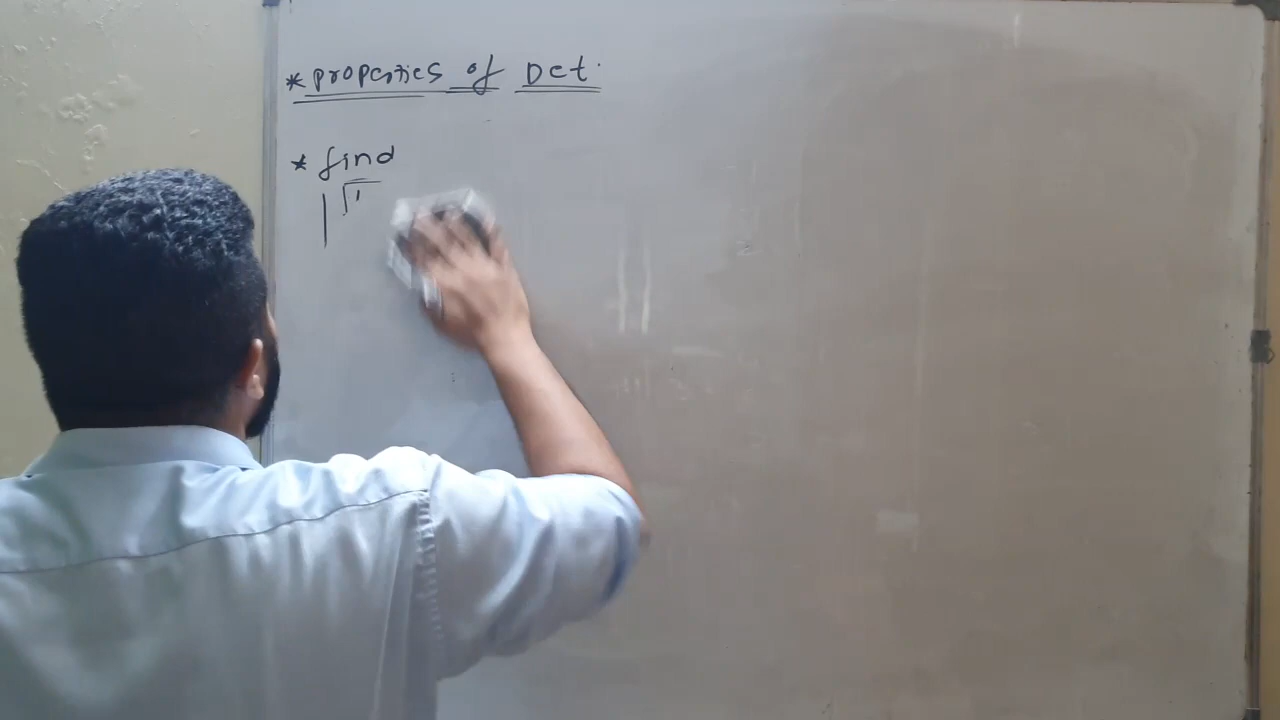 * properties of Det.
* find